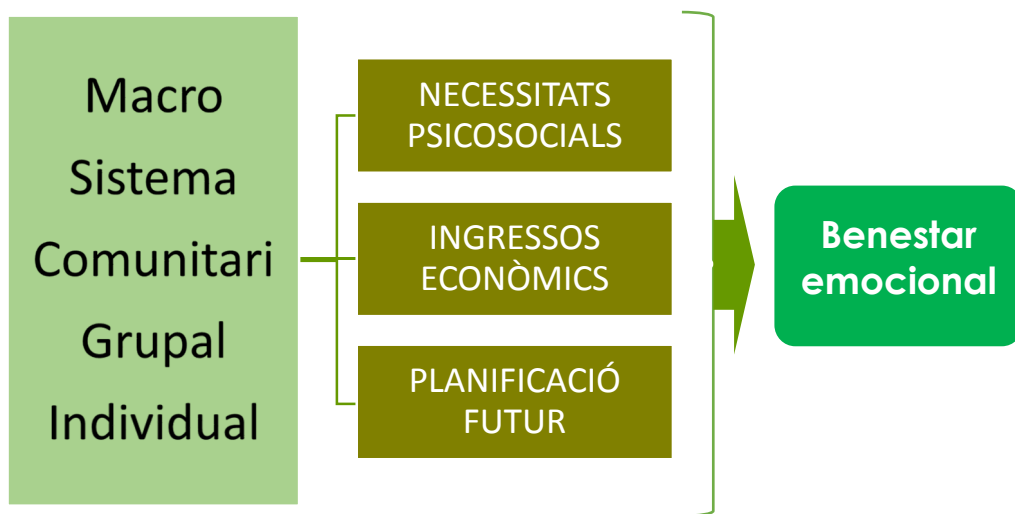 Macro
Sistema
Comunitari
Grupal
Individual
NECESSITATS
PSICOSOCIALS
INGRESSOS
ECONÒMICS
PLANIFICACIÓ
FUTUR
Benestar
emocional